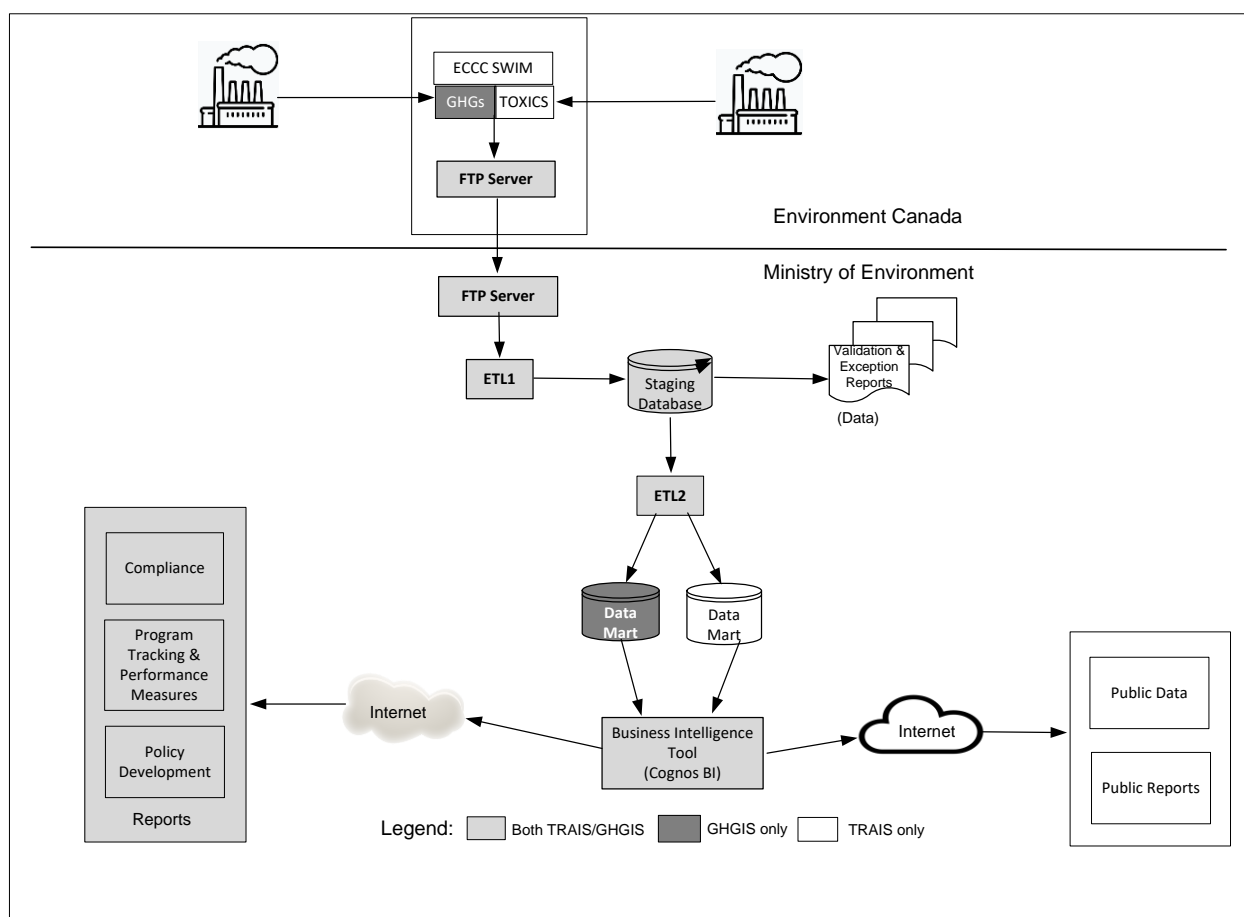 ECCC SWIM
GHGs
TOXICS
FTP Server
Environment Canada
Ministry of Environment
FTP Server
ETL1
Staging
Database
Validation &
Exception
Reports
(Data)
ETL2
Data
Mart
Data
Mart
Compliance
Program
Tracking &
Performance
Measures
Policy
Development
Reports
Internet
Business Intelligence
Tool
(Cognos BI)
Internet
Public Data
Public Reports
Legend:
Both TRAIS/GHGIS
GHGIS only
TRAIS only